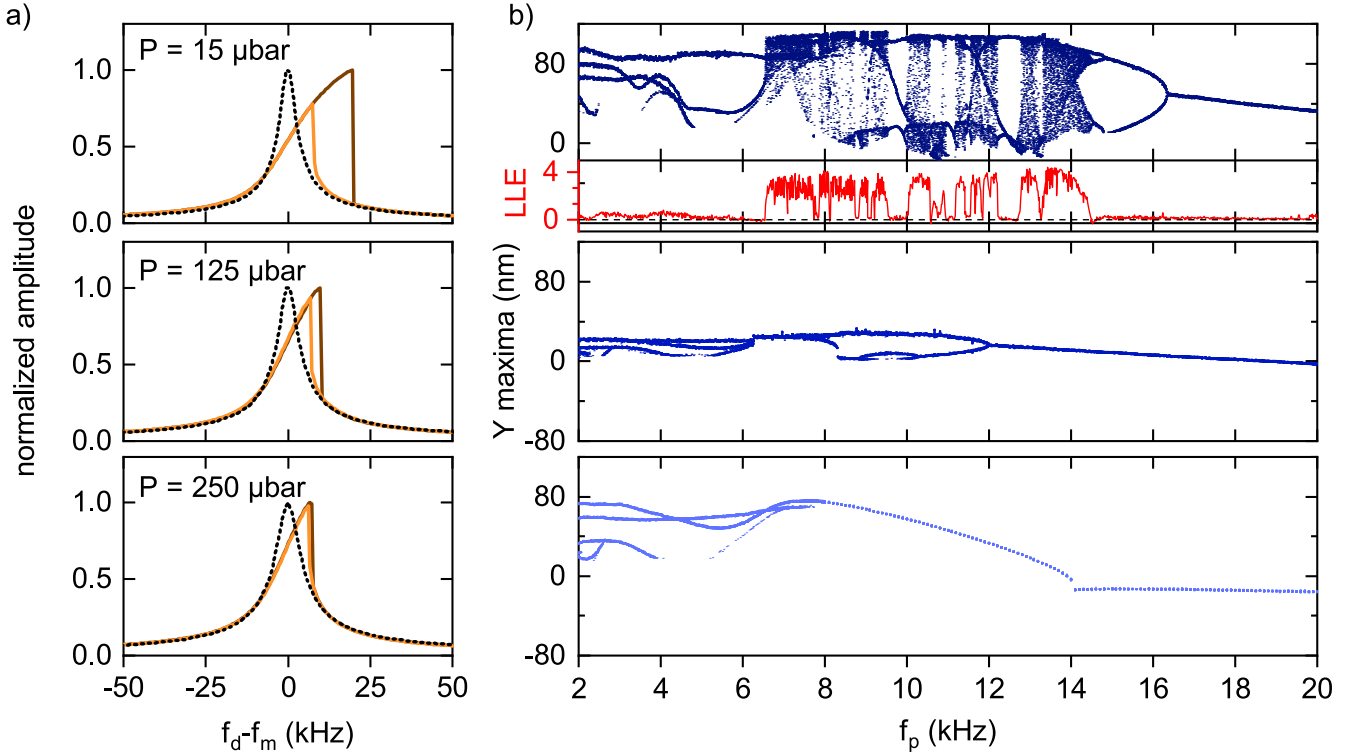 a)
b)
P = 15 μbar
1.0
0.5
0.0
P = 125 μbar
1.0
0.5
0.0
P = 250 μbar
1.0
0.5
0.0
-50 -25 0 25 50
f_d-f_m (kHz)
normalized amplitude
80
0
LLE
4
0
Y maxima (nm)
80
0
-80
80
0
-80
2 4 6 8 10 12 14 16 18 20
f_p (kHz)